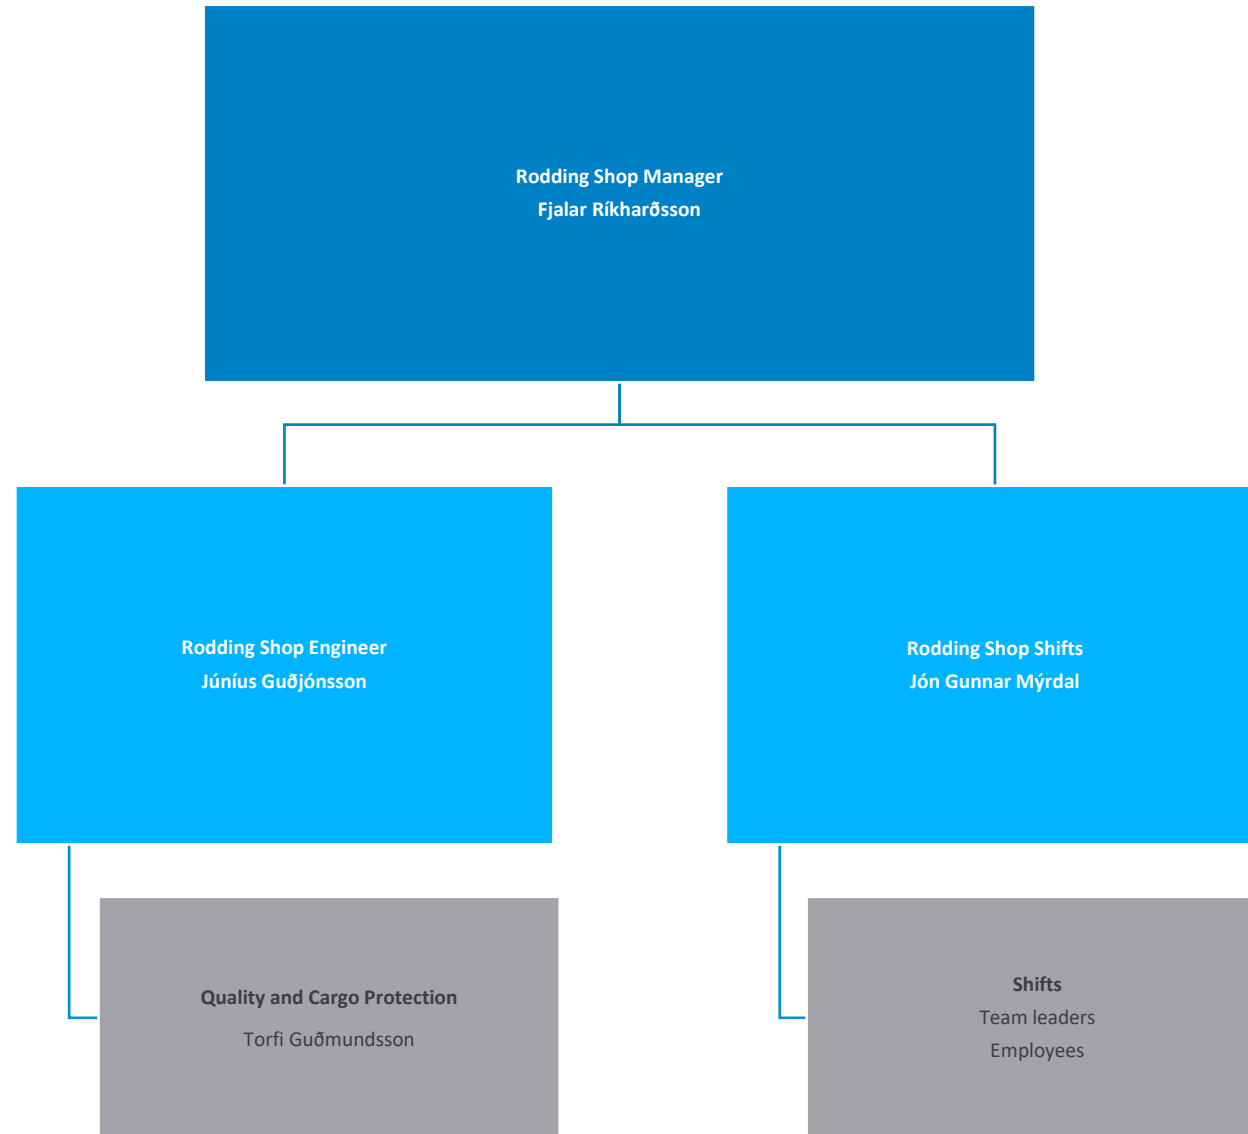 Rodding Shop Manager
Fjalar Ríkharðsson
Rodding Shop Engineer
Júníus Guðjónsson
Rodding Shop Shifts
Jón Gunnar Mýrdal
Quality and Cargo Protection
Torfi Guðmundsson
Shifts
Team leaders
Employees